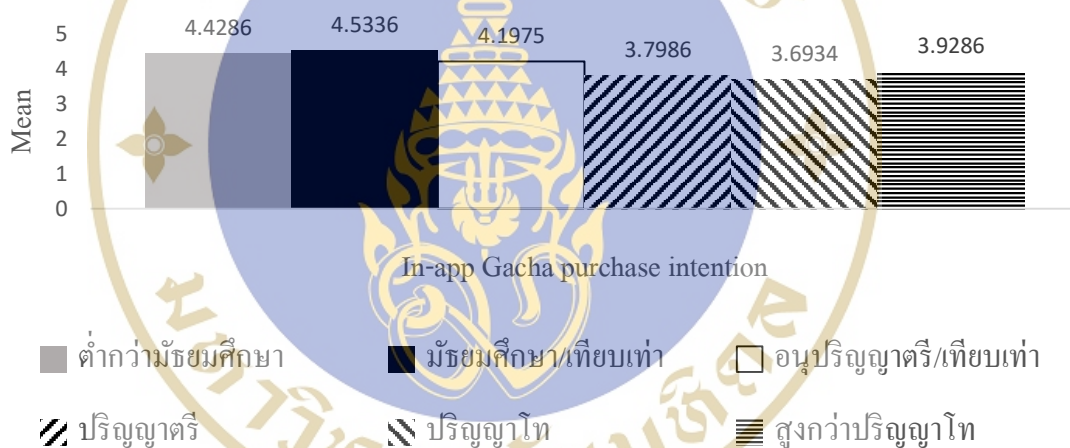 4.4286 4.5336 4.1975 3.7986 3.6934 3.9286
5
4
3
2
1
0
Mean
In-app Gacha purchase intention
ต่ำกว่ามัธยมศึกษา มัธยมศึกษา/เทียบเท่า อนุปริญญาตรี/เทียบเท่า
ปริญญาตรี ปริญญาโท สูงกว่าปริญญาโท